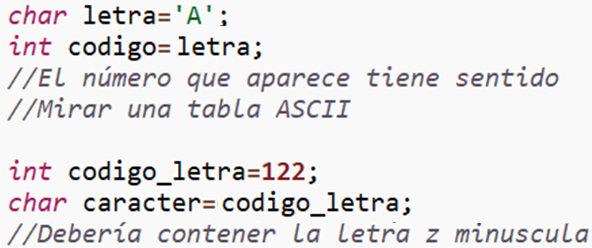 char letra='A';
int codigo=letra;
//El número que aparece tiene sentido
//Mirar una tabla ASCII
int codigo_letra=122;
char caracter=codigo_letra;
//Debería contener la letra z minuscula